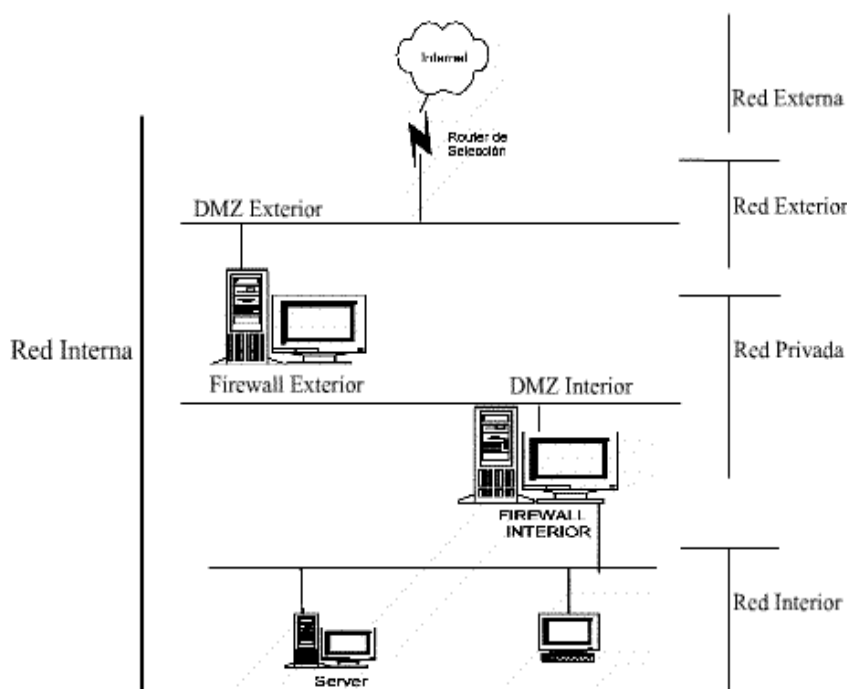 Internet
Red Externa
Router de
Selección
DMZ Exterior
Red Exterior
Red Interna
Red Privada
Firewall Exterior
DMZ Interior
FIREWALL
INTERIOR
Red Interior
Server